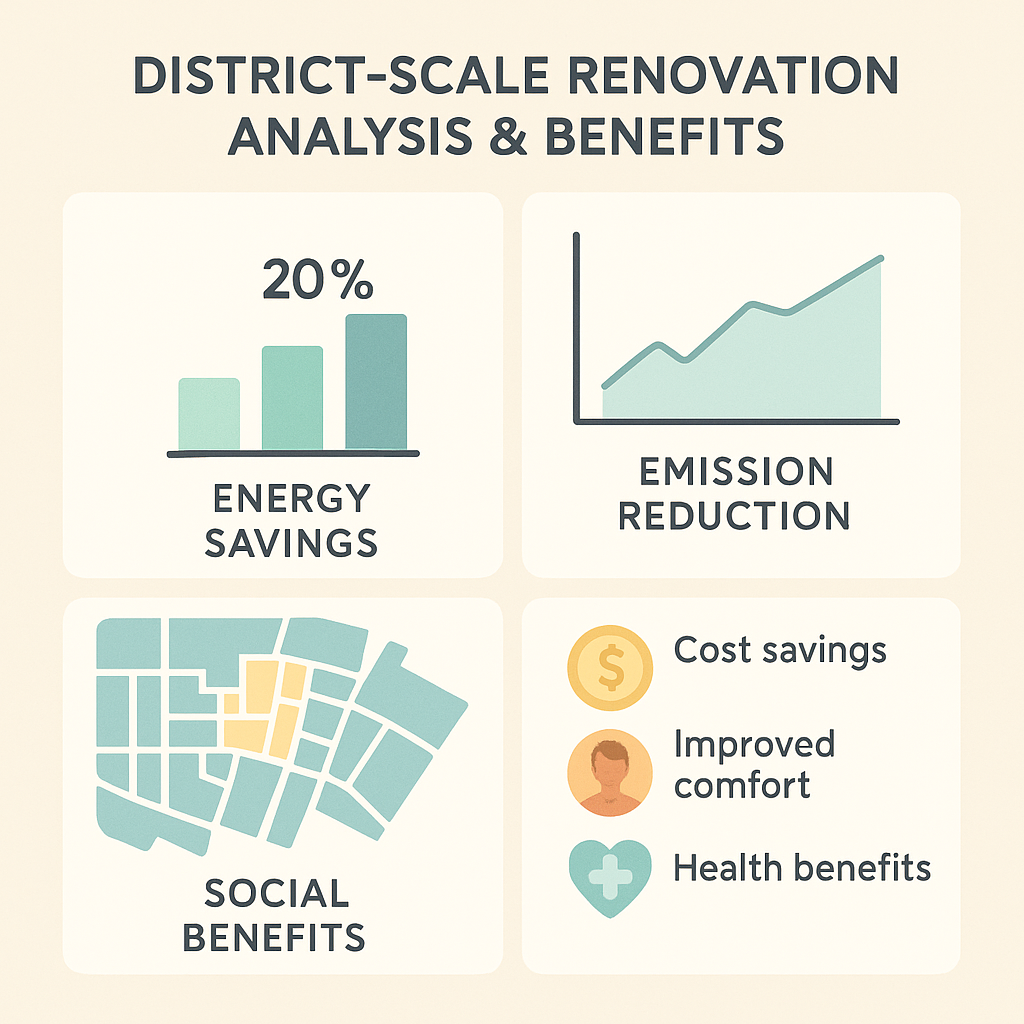 DISTRICT-SCALE RENOVATION
ANALYSIS & BENEFITS
20%
ENERGY
SAVINGS
EMISSION
REDUCTION
SOCIAL
BENEFITS
$
Cost savings
Improved
comfort
Health benefits